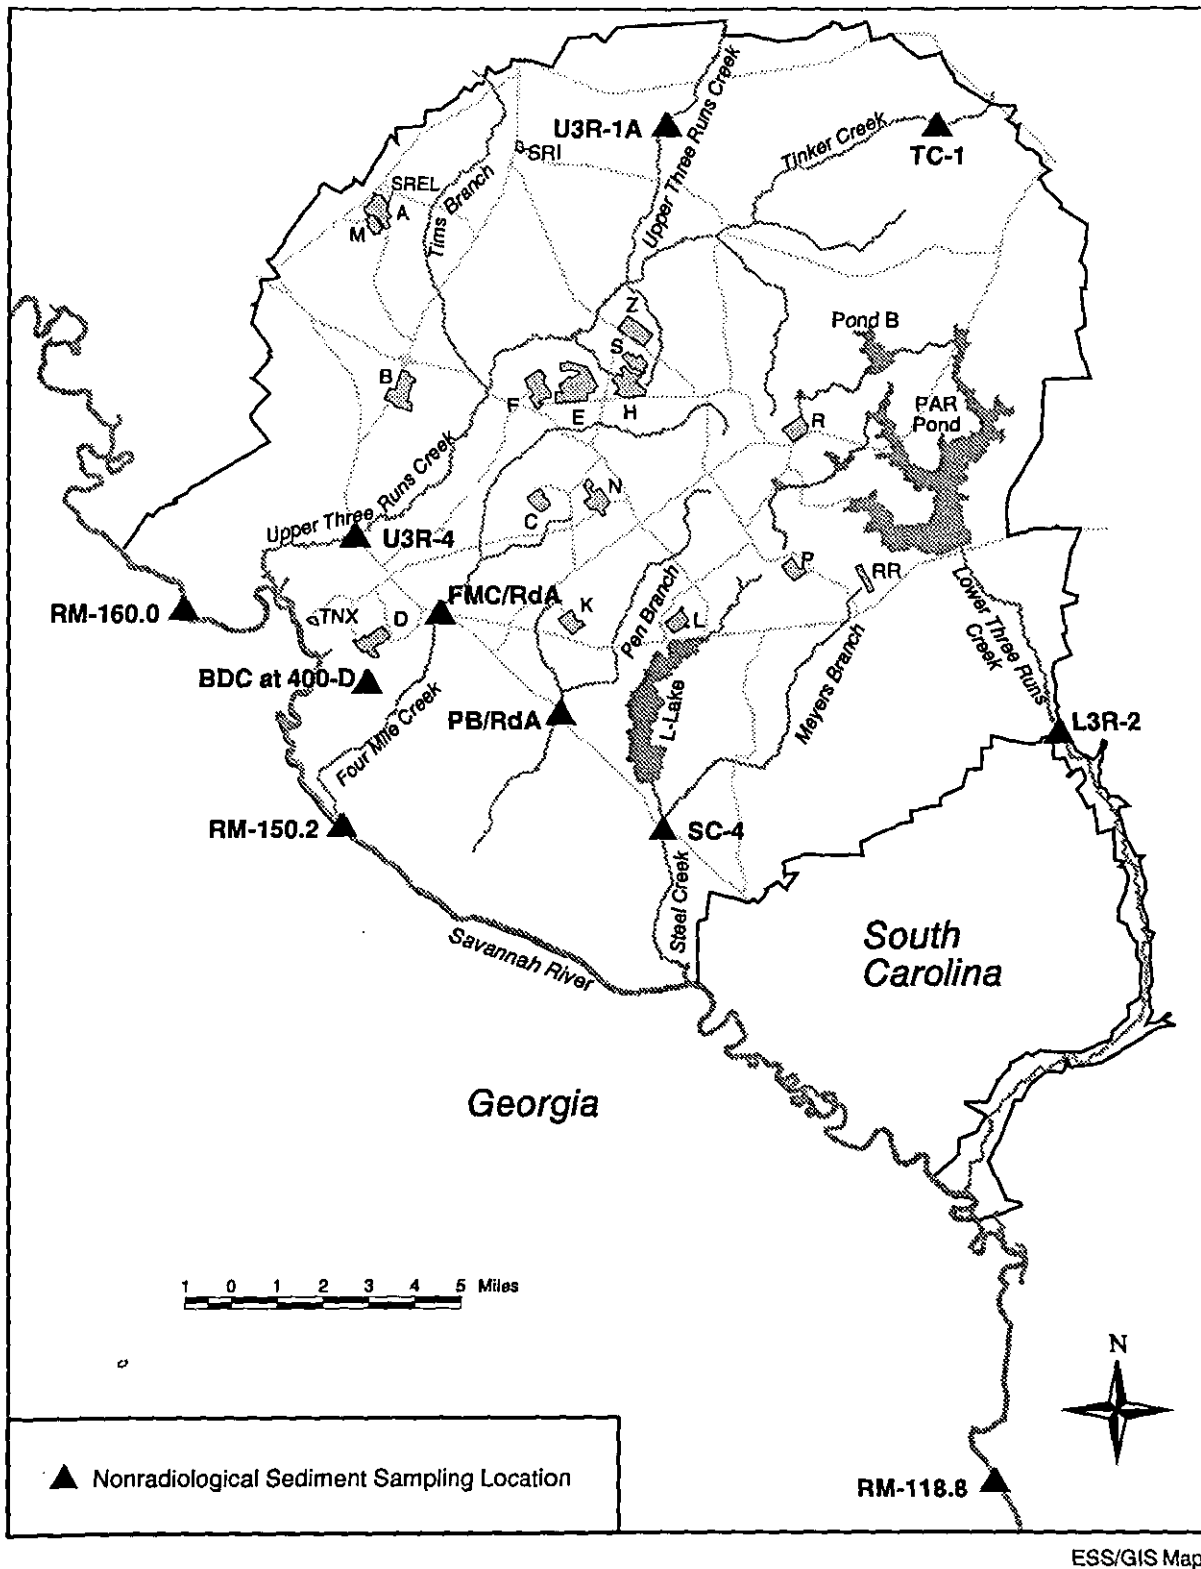 U3R-1A
Upper Three Runs Creek
Tinker Creek
TC-1
SRI
SREL
A
M
Tims Branch
Z
S
Pond B
B
F
E
H
R
PAR
Pond
Upper Three Runs Creek
U3R-4
C
N
P
RR
Lower Three Runs
Creek
RM-160.0
TNX
D
FMC/RdA
K
Pen Branch
L
BDC at 400-D
Four Mile Creek
PB/RdA
L-Lake
Meyers Branch
L3R-2
RM-150.2
SC-4
Steel Creek
Savannah River
South
Carolina
Georgia
1 0 1 2 3 4 5 Miles
N
Nonradiological Sediment Sampling Location
RM-118.8
ESS/GIS Map